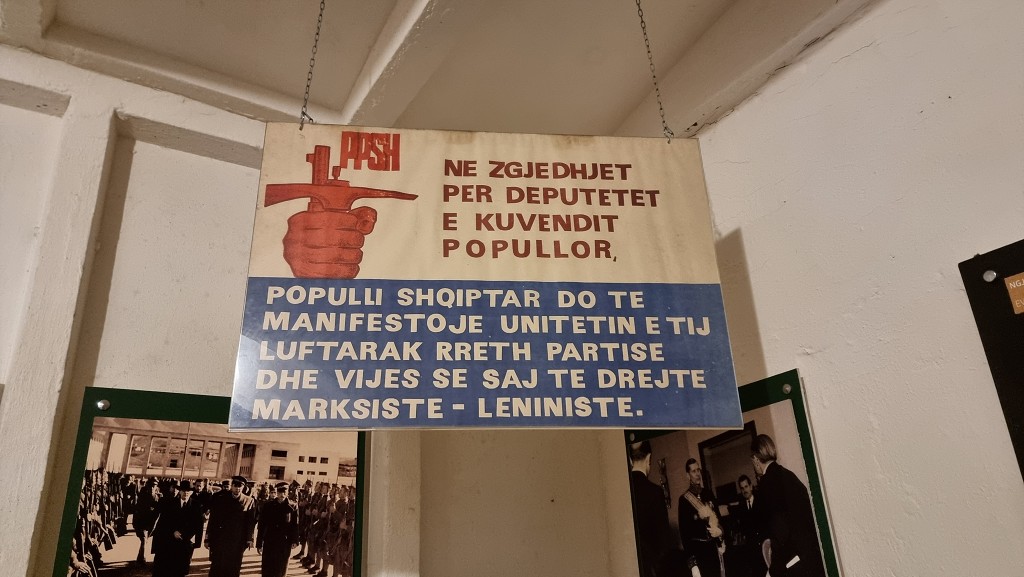 PPSH
NE ZGJEDHJET
PER DEPUTETET
E KUVENDIT
POPULLOR,
POPULLI SHQIPTAR DO TE
MANIFESTOJE UNITETIN E TIJ
LUFTARAK RRETH PARTISE
DHE VIJES SE SAJ TE DREJTE
MARKSISTE - LENINISTE.